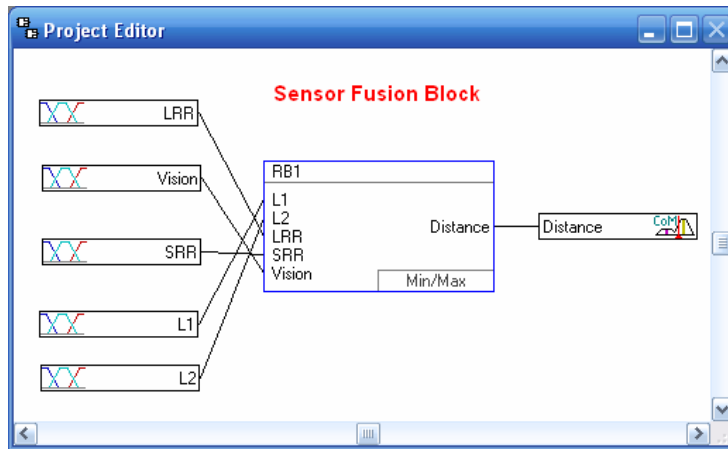 Project Editor
Sensor Fusion Block
LRR
Vision
SRR
L1
L2
RB1
L1
L2
LRR
SRR
Vision
Distance
Min/Max
Distance
CoM